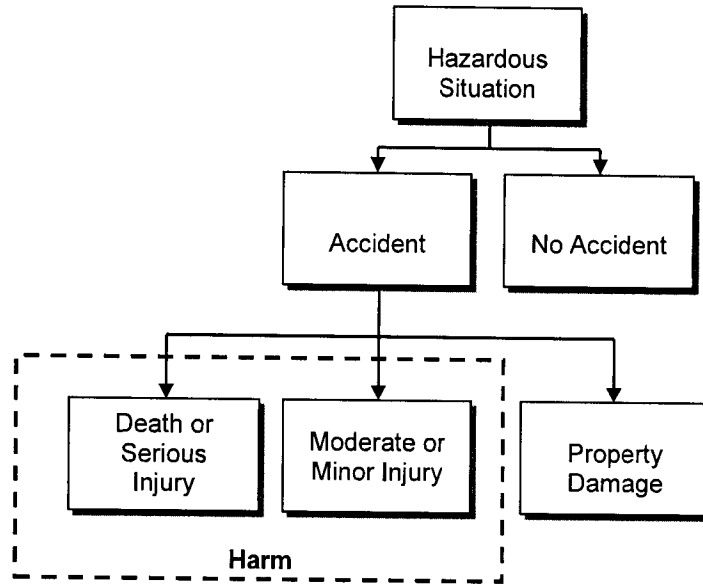 Hazardous
Situation
Accident
No Accident
Death or
Serious
Injury
Moderate or
Minor Injury
Property
Damage
Harm